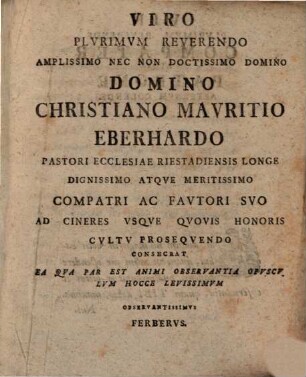 VIRO
PLVRIMVM REVERENDO
AMPLISSIMO NEC NON DOCTISSIMO DOMINO
DOMINO
CHRISTIANO MAVRITIO
EBERHARDO
PASTORI ECCLESIAE RIESTADIENSIS LONGE
DIGNISSIMO ATQVE MERITISSIMO
COMPATRI AC FAVTORI SVO
AD CINERES VSQVE QVOVIS HONORIS
CVLTV PROSEQVENDO
CONSECRAT
EA QVA PAR EST ANIMI OBSERVANTIA OPVSCV
LVM HOCCE LEVISSIMVM
OBSERVANTISSIMVS
FERBERVS.